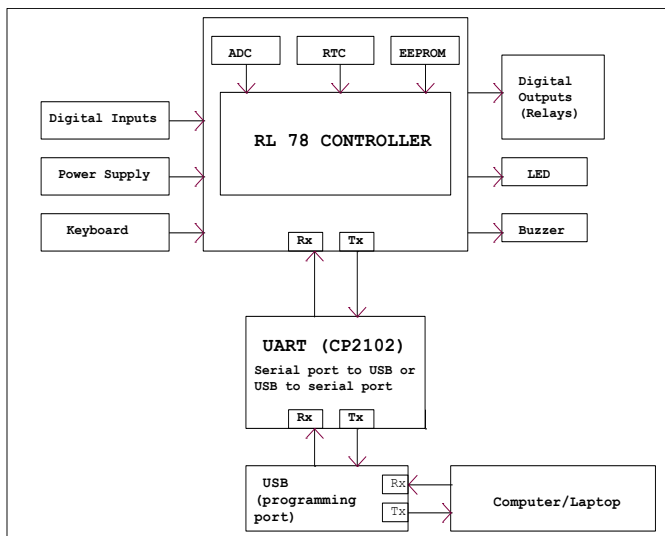 ADC
RTC
EEPROM
Digital
Outputs
(Relays)
Digital Inputs
RL 78 CONTROLLER
Power Supply
LED
Keyboard
Buzzer
Rx
Tx
UART (CP2102)
Serial port to USB or
USB to serial port
Rx
Tx
USB
(programming
port)
Rx
Tx
Computer/Laptop